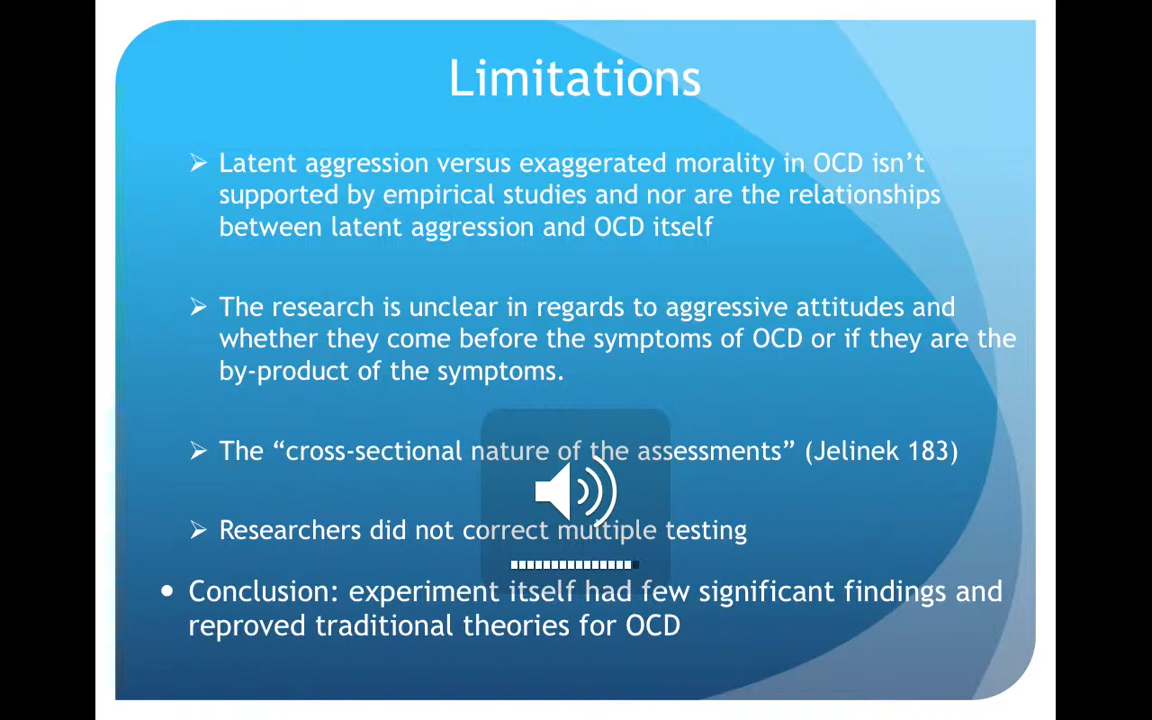 Limitations
Latent aggression versus exaggerated morality in OCD isn’t
supported by empirical studies and nor are the relationships
between latent aggression and OCD itself
The research is unclear in regards to aggressive attitudes and
whether they come before the symptoms of OCD or if they are the
by-product of the symptoms.
The “cross-sectional nature of the assessments” (Jelinek 183)
Researchers did not correct multiple testing
Conclusion: experiment itself had few significant findings and
reproved traditional theories for OCD